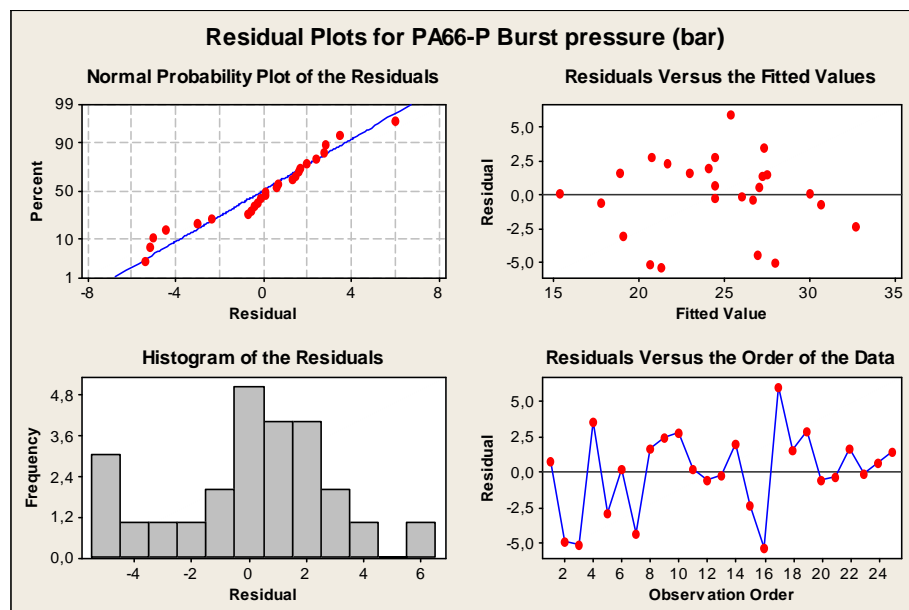 Residual Plots for PA66-P Burst pressure (bar)
Normal Probability Plot of the Residuals
99
90
50
10
1
Percent
-8 -4 0 4 8
Residual
Residuals Versus the Fitted Values
5,0
2,5
0,0
-2,5
-5,0
Residual
15 20 25 30 35
Fitted Value
Histogram of the Residuals
4,8
3,6
2,4
1,2
0,0
Frequency
-4 -2 0 2 4 6
Residual
Residuals Versus the Order of the Data
5,0
2,5
0,0
-2,5
-5,0
Residual
2 4 6 8 10 12 14 16 18 20 22 24
Observation Order